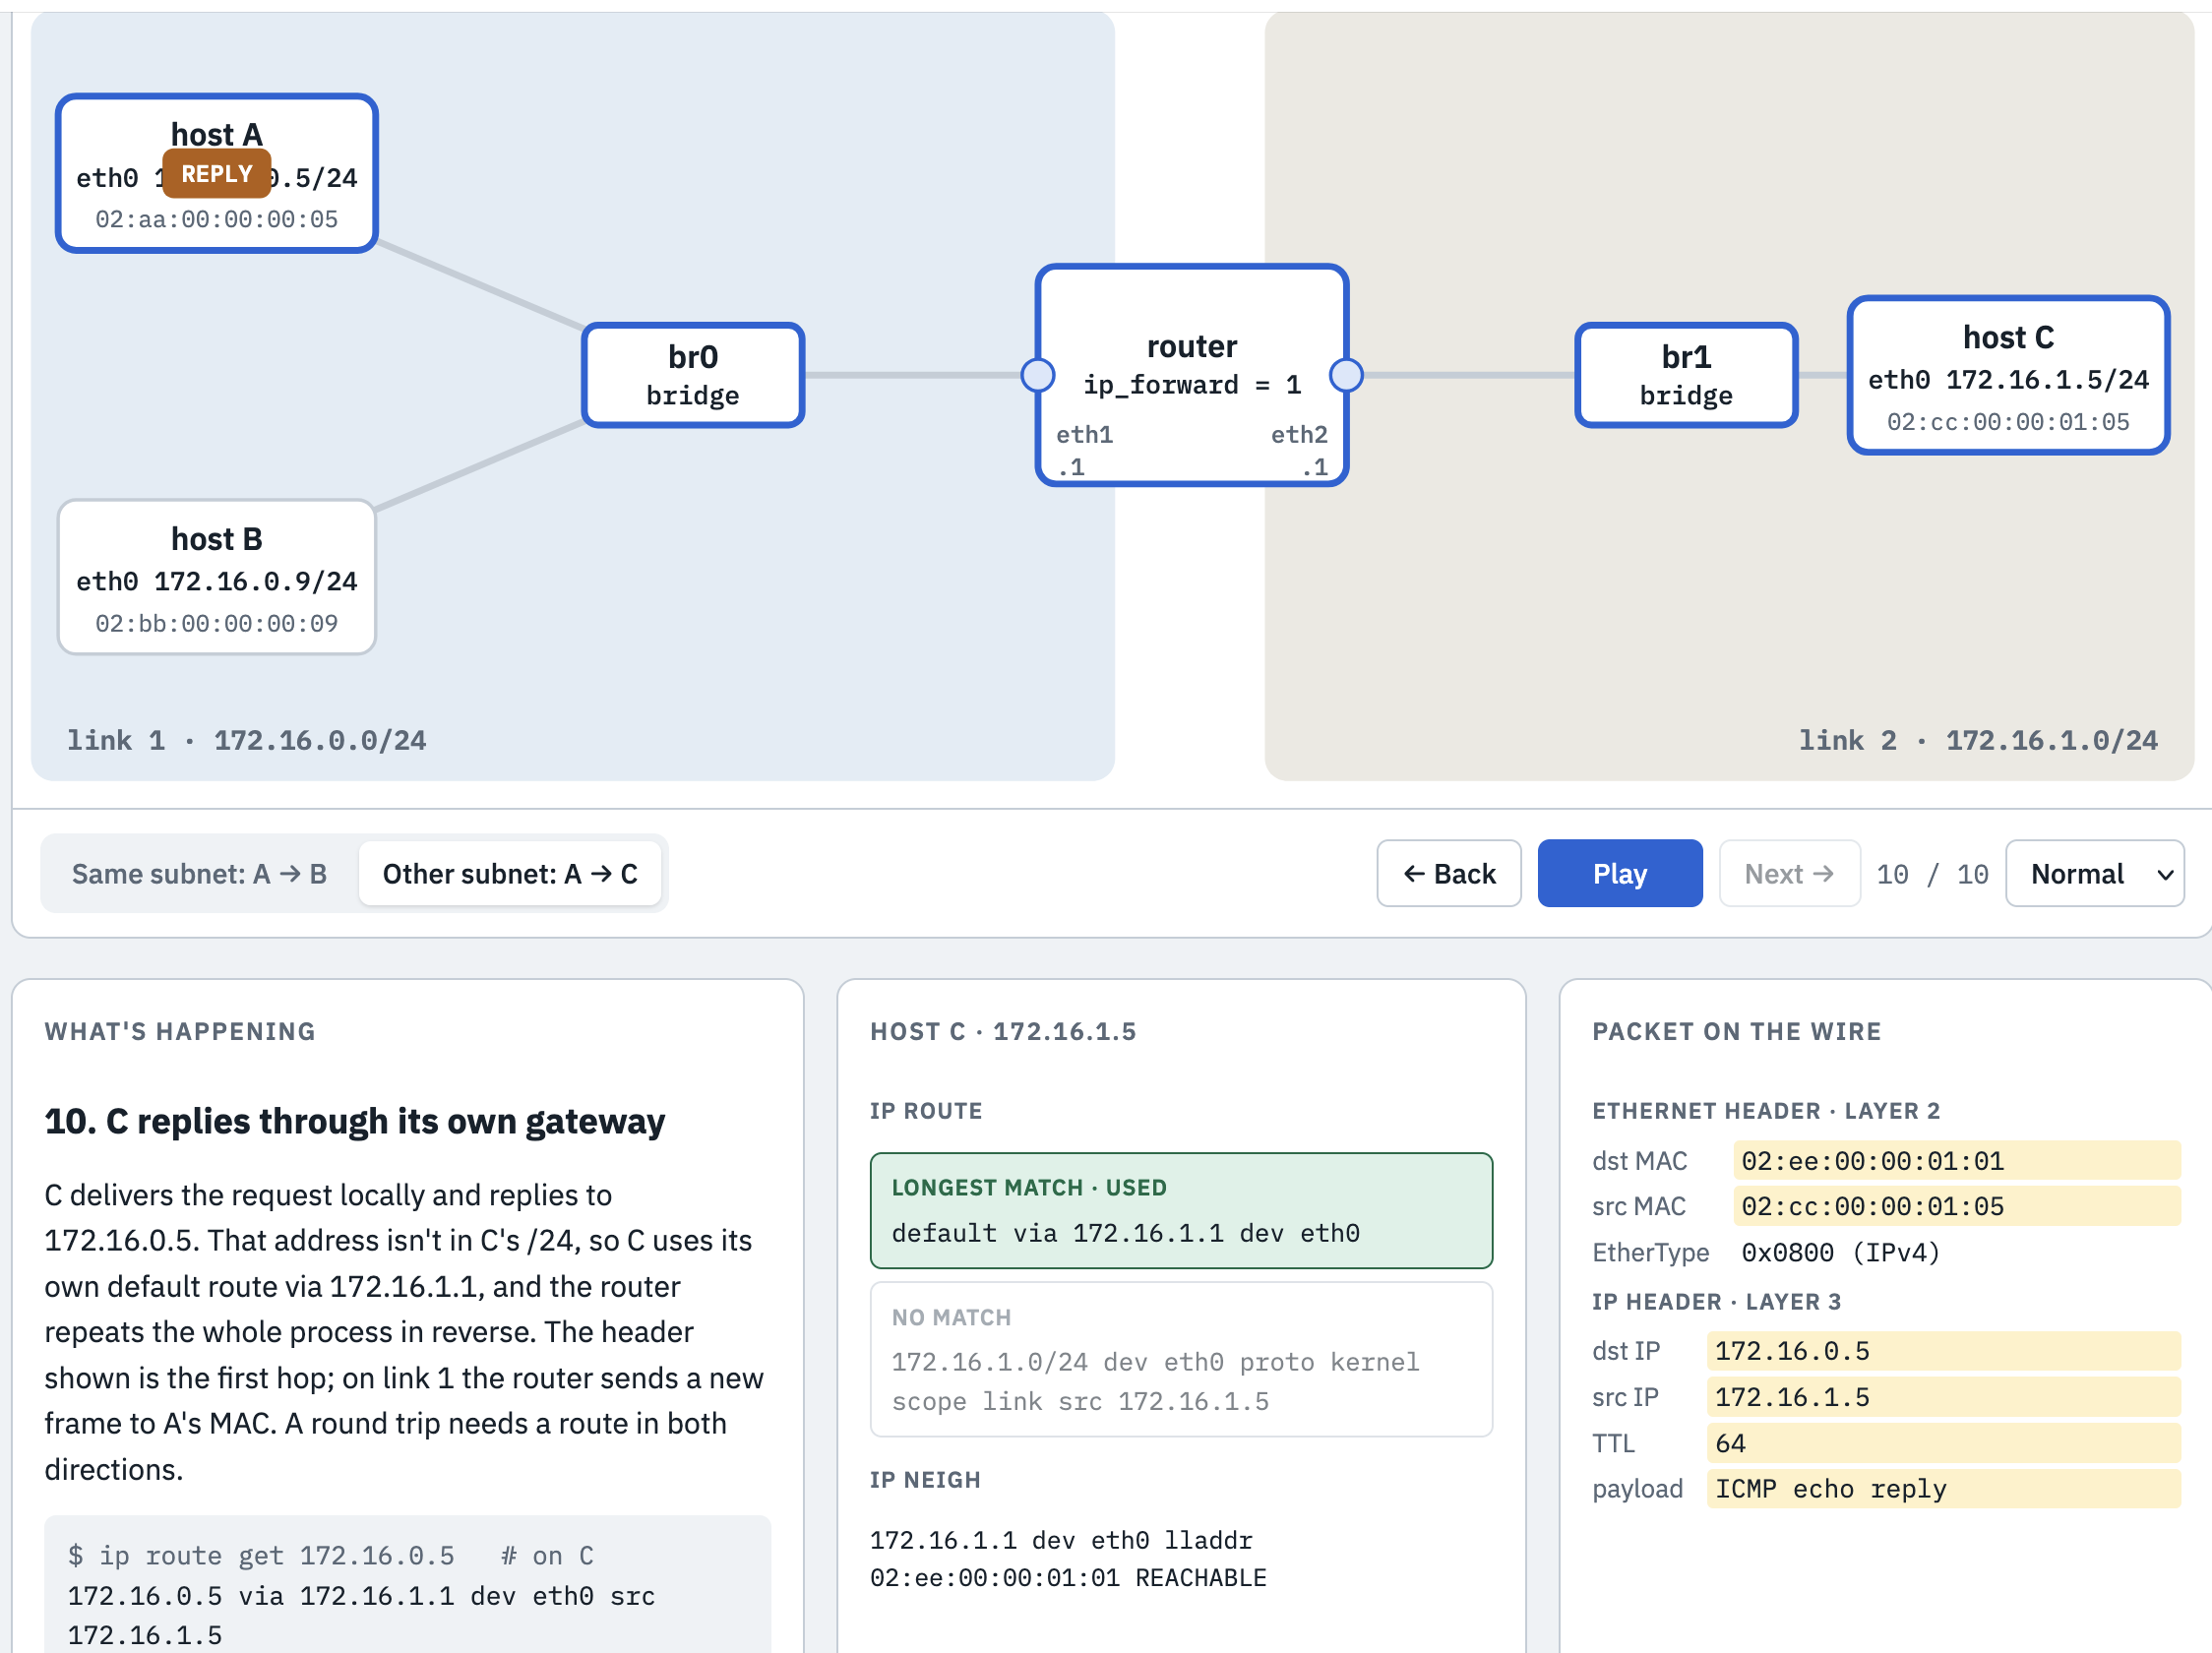 host A
REPLY
eth0 1 0.5/24
02:aa:00:00:00:05
br0
bridge
router
ip_forward = 1
eth1 eth2
.1 .1
br1
bridge
host C
eth0 172.16.1.5/24
02:cc:00:00:01:05
host B
eth0 172.16.0.9/24
02:bb:00:00:00:09
link 1 · 172.16.0.0/24
link 2 · 172.16.1.0/24
Same subnet: A → B
Other subnet: A → C
← Back
Play
Next →
10 / 10
Normal
WHAT'S HAPPENING
10. C replies through its own gateway
C delivers the request locally and replies to
172.16.0.5. That address isn't in C's /24, so C uses its
own default route via 172.16.1.1, and the router
repeats the whole process in reverse. The header
shown is the first hop; on link 1 the router sends a new
frame to A's MAC. A round trip needs a route in both
directions.
$ ip route get 172.16.0.5 # on C
172.16.0.5 via 172.16.1.1 dev eth0 src
172.16.1.5
HOST C · 172.16.1.5
IP ROUTE
LONGEST MATCH · USED
default via 172.16.1.1 dev eth0
NO MATCH
172.16.1.0/24 dev eth0 proto kernel
scope link src 172.16.1.5
IP NEIGH
172.16.1.1 dev eth0 lladdr
02:ee:00:00:01:01 REACHABLE
PACKET ON THE WIRE
ETHERNET HEADER · LAYER 2
dst MAC 02:ee:00:00:01:01
src MAC 02:cc:00:00:01:05
EtherType 0x0800 (IPv4)
IP HEADER · LAYER 3
dst IP 172.16.0.5
src IP 172.16.1.5
TTL 64
payload ICMP echo reply